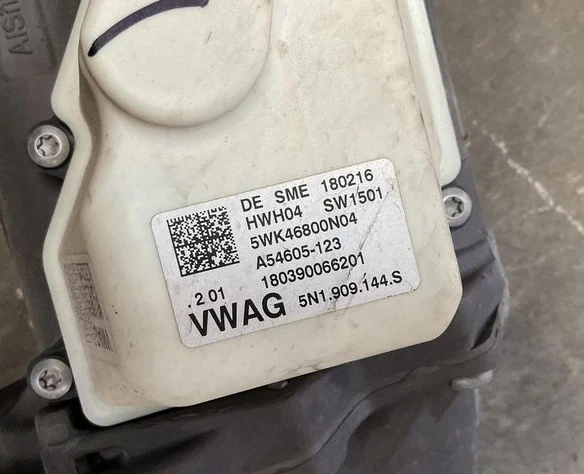 DE SME 180216
HWH04 SW1501
5WK46800N04
A54605-123
180390066201
.2 01
VWAG 5N1.909.144.S